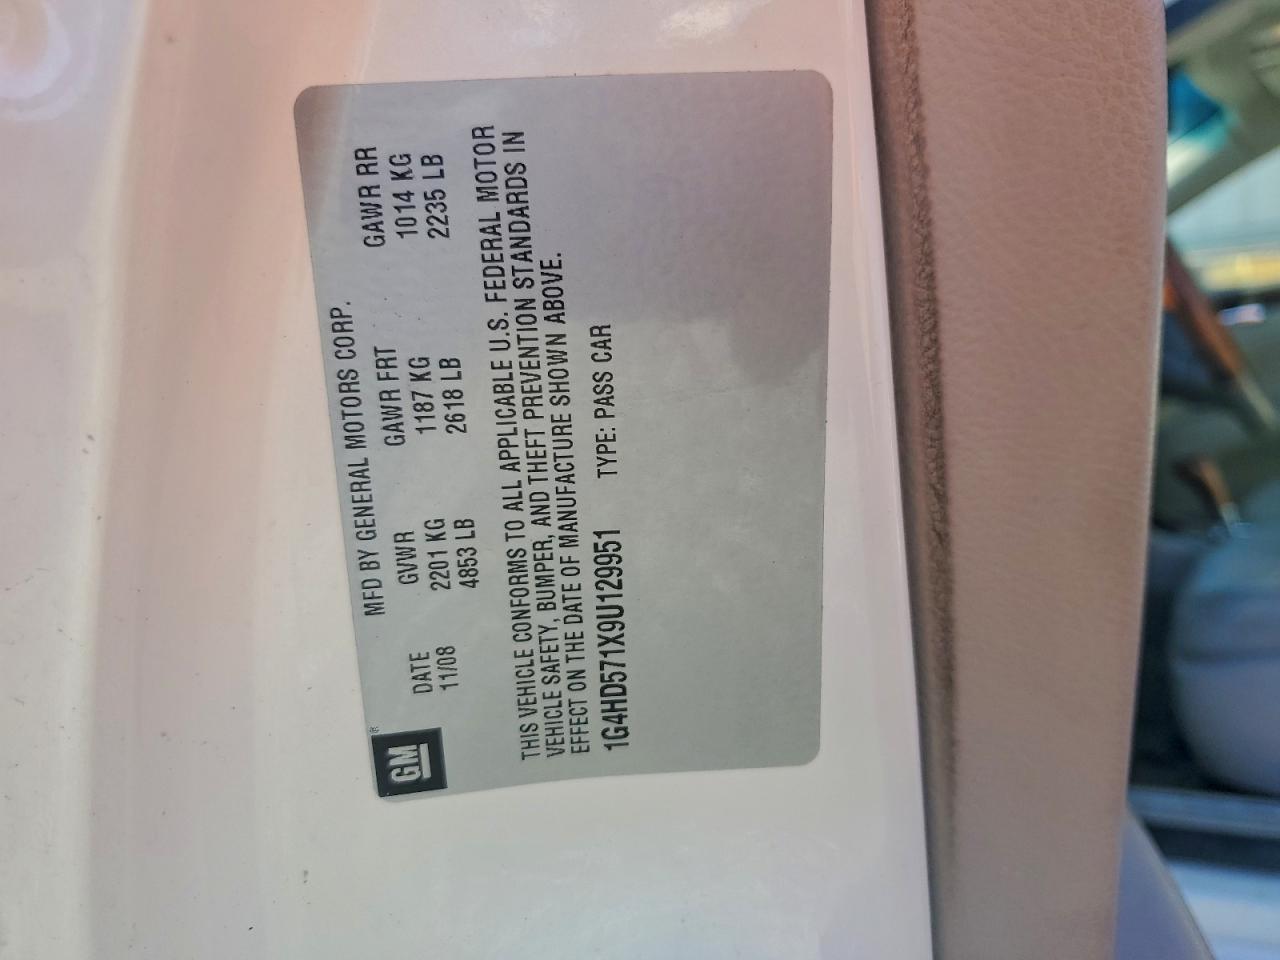 GM®
MFD BY GENERAL MOTORS CORP.
DATE GVWR GAWR FRT GAWR RR
11/08 2201 KG 1187 KG 1014 KG
4853 LB 2618 LB 2235 LB
THIS VEHICLE CONFORMS TO ALL APPLICABLE U.S. FEDERAL MOTOR
VEHICLE SAFETY, BUMPER, AND THEFT PREVENTION STANDARDS IN
EFFECT ON THE DATE OF MANUFACTURE SHOWN ABOVE.
1G4HD571X9U129951 TYPE: PASS CAR